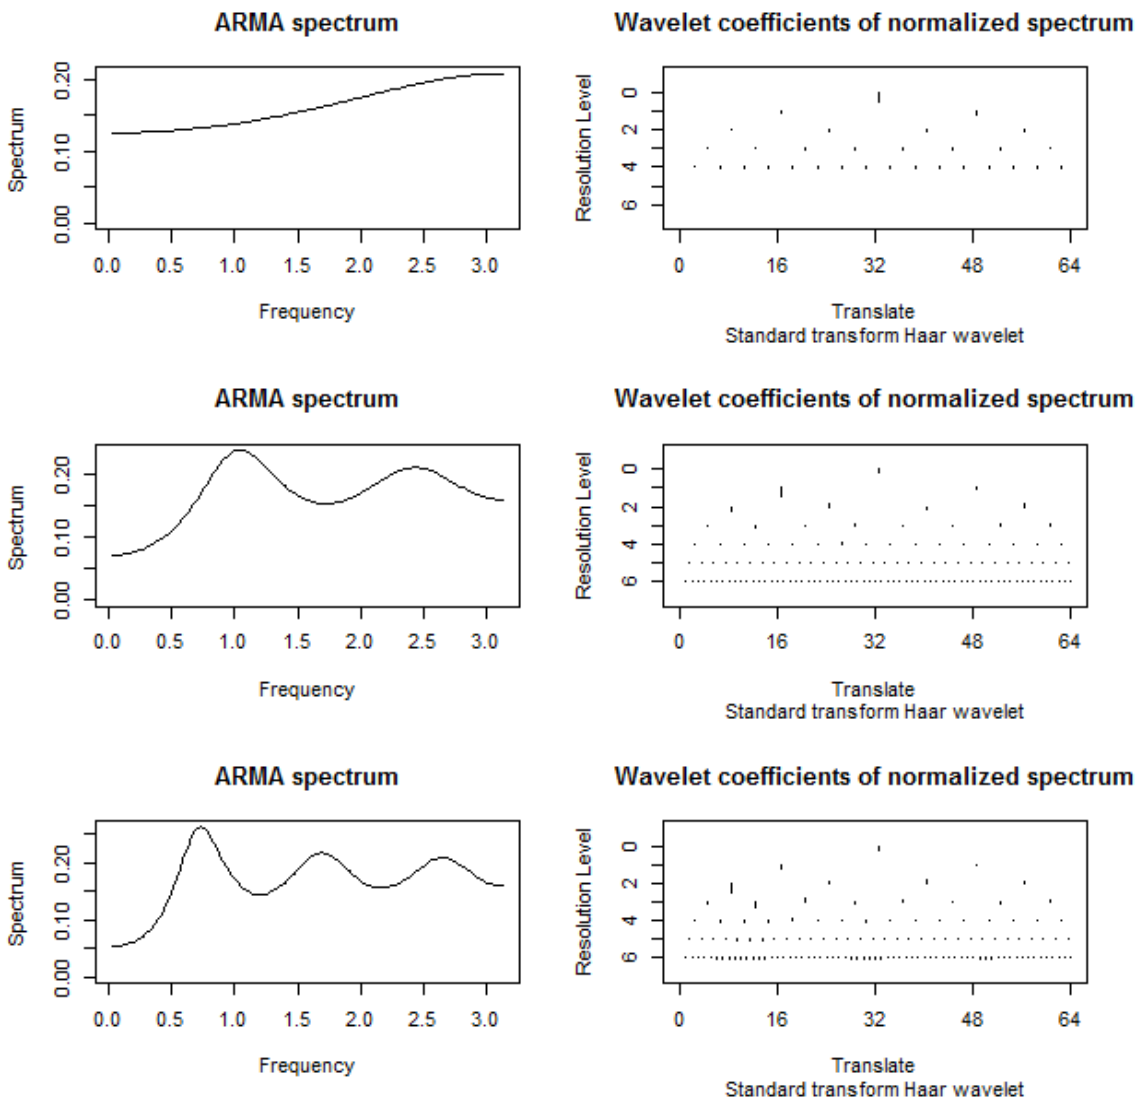 ARMA spectrum
Wavelet coefficients of normalized spectrum
Spectrum
0.00 0.10 0.20
0.0 0.5 1.0 1.5 2.0 2.5 3.0
Frequency
Resolution Level
0
2
4
6
0 16 32 48 64
Translate
Standard transform Haar wavelet
ARMA spectrum
Wavelet coefficients of normalized spectrum
Spectrum
0.00 0.10 0.20
0.0 0.5 1.0 1.5 2.0 2.5 3.0
Frequency
Resolution Level
0
2
4
6
0 16 32 48 64
Translate
Standard transform Haar wavelet
ARMA spectrum
Wavelet coefficients of normalized spectrum
Spectrum
0.00 0.10 0.20
0.0 0.5 1.0 1.5 2.0 2.5 3.0
Frequency
Resolution Level
0
2
4
6
0 16 32 48 64
Translate
Standard transform Haar wavelet